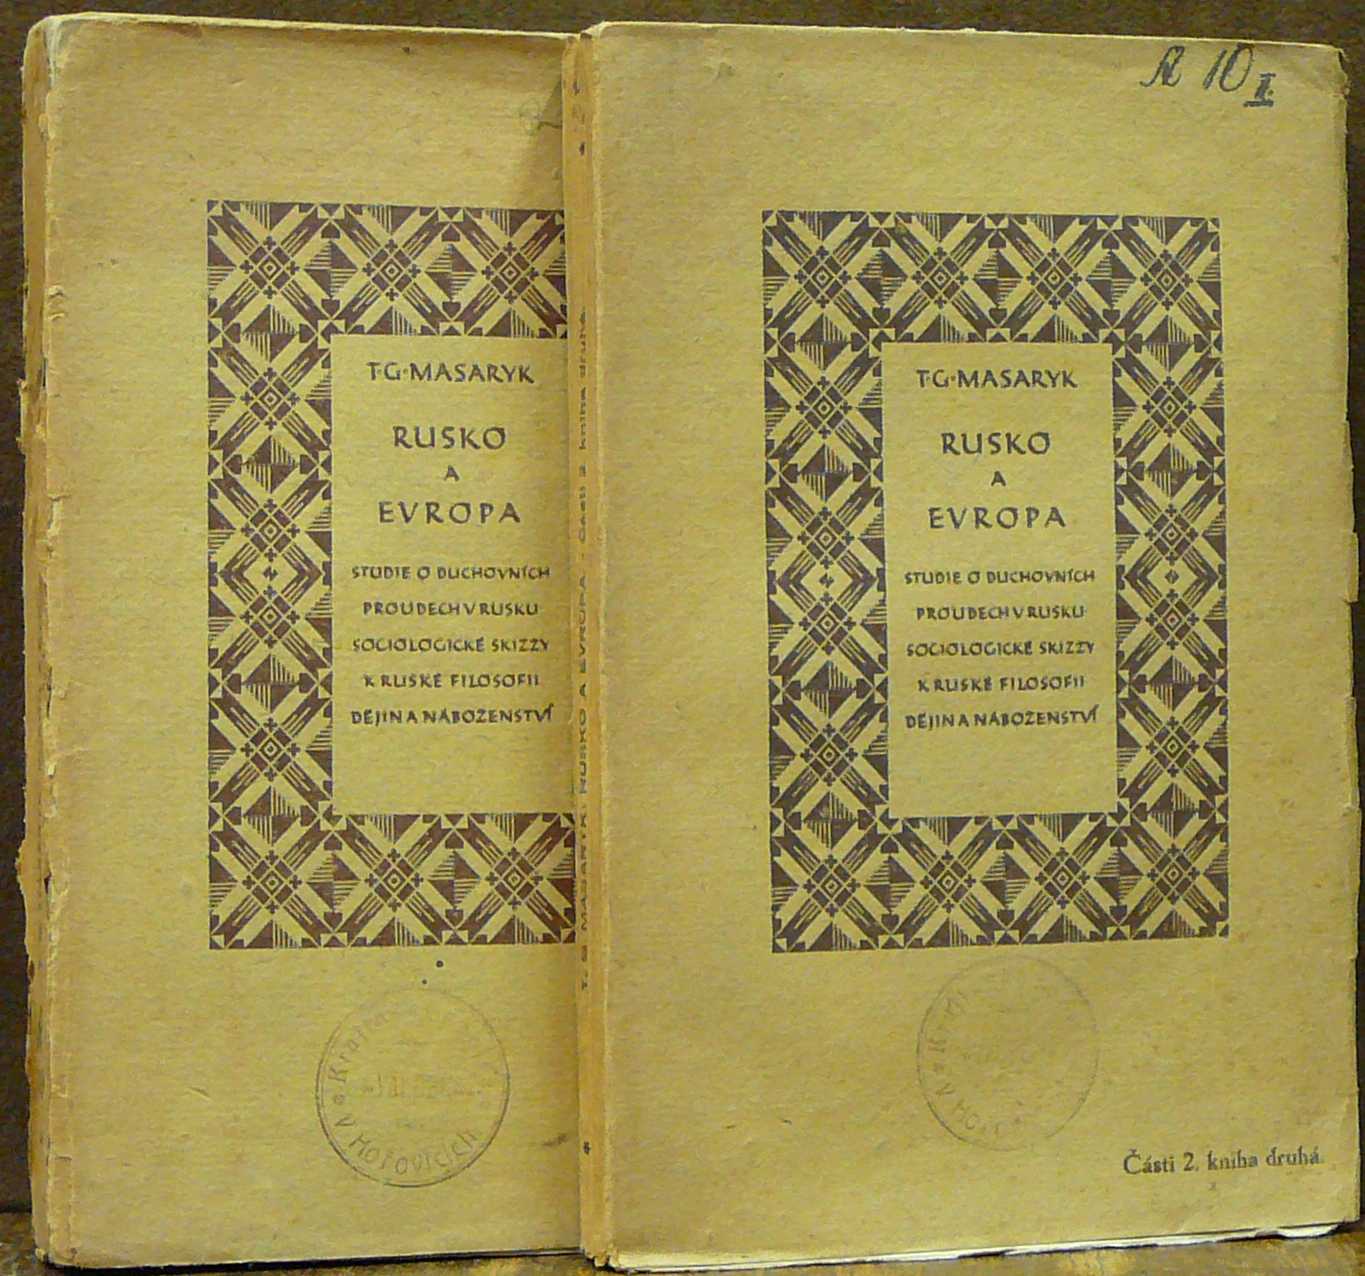 T·G·MASARYK
RUSKO
A
EVROPA
STUDIE O DUCHOVNÍCH
PROUDECH V RUSKU
SOCIOLOGICKÉ SKIZZY
K RUSKÉ FILOSOFII
DĚJIN A NÁBOŽENSTVÍ
V Hořovicích
T. G. MASARYK: RUSKO A EVROPA. - Části 2. kniha druhá.
10 II.
T·G·MASARYK
RUSKO
A
EVROPA
STUDIE O DUCHOVNÍCH
PROUDECH V RUSKU
SOCIOLOGICKÉ SKIZZY
K RUSKÉ FILOSOFII
DĚJIN A NÁBOŽENSTVÍ
Části 2. kniha druhá.